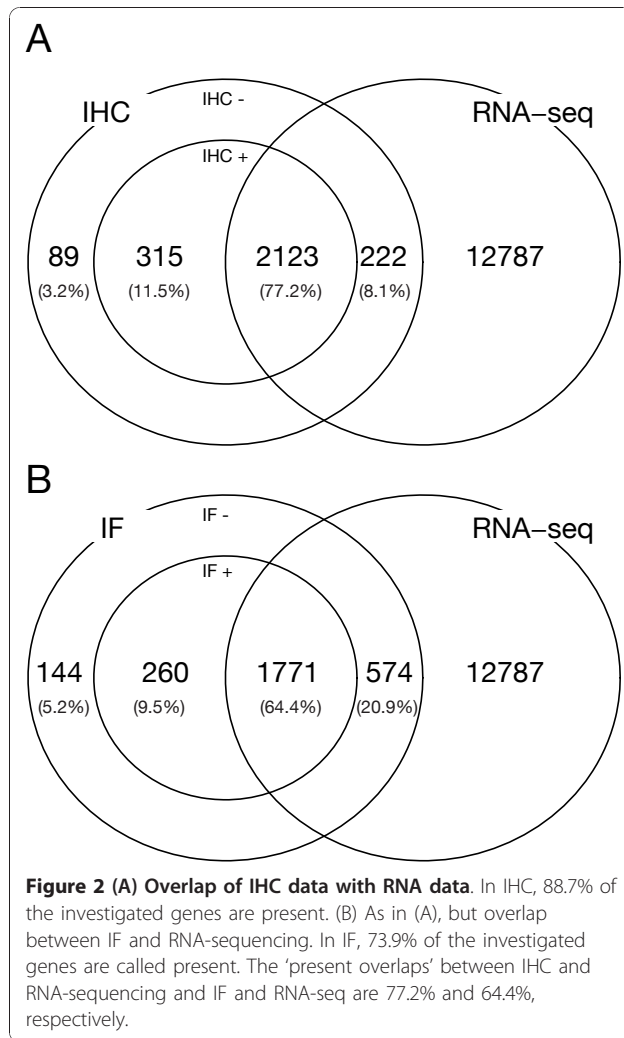 A
IHC -
IHC
RNA–seq
IHC +
89 315 2123 222 12787
(3.2%) (11.5%) (77.2%) (8.1%)
B
IF -
IF
RNA–seq
IF +
144 260 1771 574 12787
(5.2%) (9.5%) (64.4%) (20.9%)
Figure 2 (A) Overlap of IHC data with RNA data. In IHC, 88.7% of
the investigated genes are present. (B) As in (A), but overlap
between IF and RNA-sequencing. In IF, 73.9% of the investigated
genes are called present. The ‘present overlaps’ between IHC and
RNA-sequencing and IF and RNA-seq are 77.2% and 64.4%,
respectively.